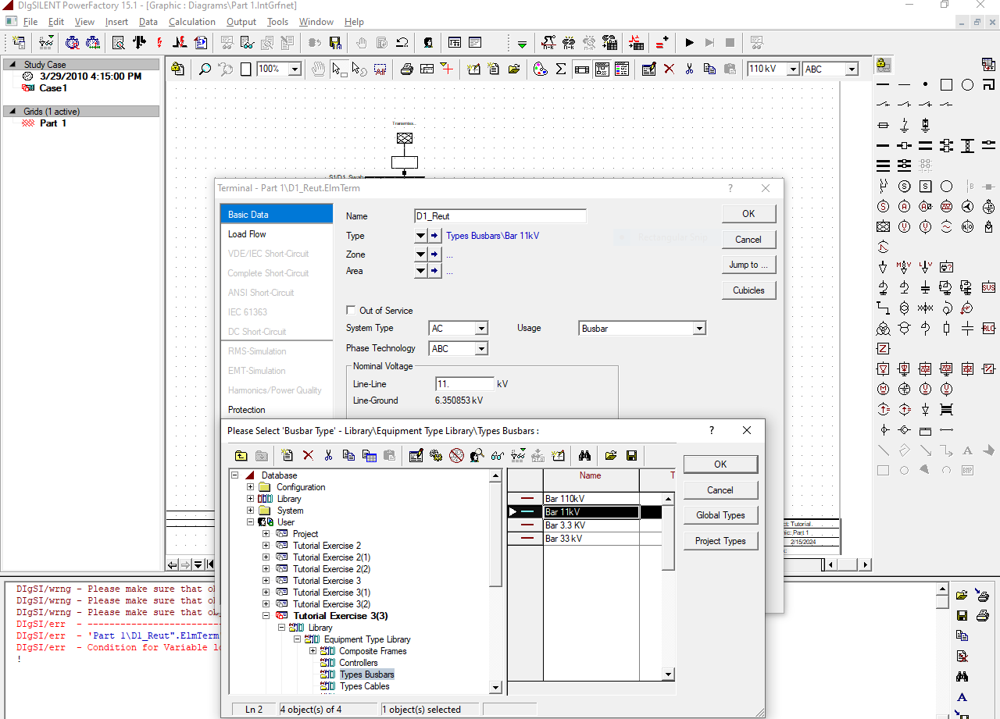 DIgSILENT PowerFactory 15.1 - [Graphic : Diagrams\Part 1.IntGrfnet]
File Edit View Insert Data Calculation Output Tools Window Help
100%
110 kV
ABC
Study Case
3/29/2010 4:15:00 PM
Case1
Grids (1 active)
Part 1
S1/D1_Swab
Terminal - Part 1\D1_Reut.ElmTerm
?
Basic Data
Load Flow
VDE/IEC Short-Circuit
Complete Short-Circuit
ANSI Short-Circuit
IEC 61363
DC Short-Circuit
RMS-Simulation
EMT-Simulation
Harmonics/Power Quality
Protection
Name D1_Reut
Type Types Busbars\Bar 11kV
Zone ...
Area ...
Out of Service
System Type AC Usage Busbar
Phase Technology ABC
Nominal Voltage
Line-Line 11. kV
Line-Ground 6.350853 kV
OK
Cancel
Jump to ...
Cubicles
Please Select 'Busbar Type' - Library\Equipment Type Library\Types Busbars :
?
Database
Configuration
Library
System
User
Project
Tutorial Exercise 2
Tutorial Exercise 2(1)
Tutorial Exercise 2(2)
Tutorial Exercise 3
Tutorial Exercise 3(1)
Tutorial Exercise 3(2)
Tutorial Exercise 3(3)
Library
Equipment Type Library
Composite Frames
Controllers
Types Busbars
Types Cables
Name T
Bar 110kV
Bar 11kV
Bar 3.3 KV
Bar 33 kV
OK
Cancel
Global Types
Project Types
Ln 2 4 object(s) of 4 1 object(s) selected
ct: Tutorial
ic: Part 1
2/15/2024
DIgSI/wrng - Please make sure that
DIgSI/wrng - Please make sure that
DIgSI/wrng - Please make sure that
DIgSI/err - -------------------------
DIgSI/err - 'Part 1\D1_Reut".ElmTerm
DIgSI/err - Condition for Variable
!
SVS
RLC
BMP